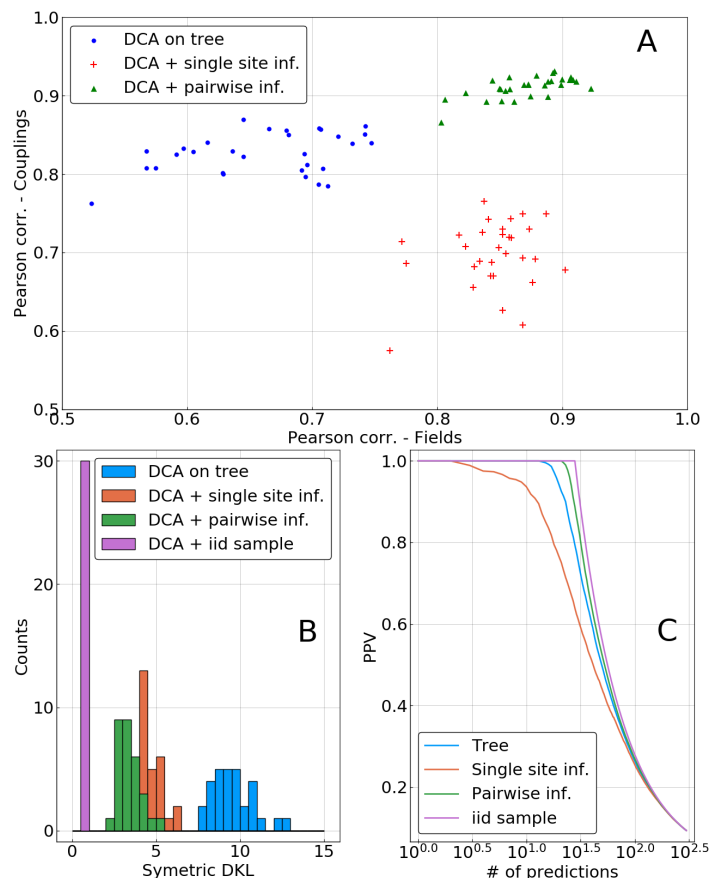 1.0
0.9
0.8
0.7
0.6
0.5
Pearson corr. - Couplings
DCA on tree
DCA + single site inf.
DCA + pairwise inf.
A
0.5
0.6
0.7
0.8
0.9
1.0
Pearson corr. - Fields
30
20
10
0
Counts
DCA on tree
DCA + single site inf.
DCA + pairwise inf.
DCA + iid sample
B
0
5
10
15
Symetric DKL
1.0
0.8
0.6
0.4
0.2
PPV
C
Tree
Single site inf.
Pairwise inf.
iid sample
10^0.0
10^0.5
10^1.0
10^1.5
10^2.0
10^2.5
# of predictions